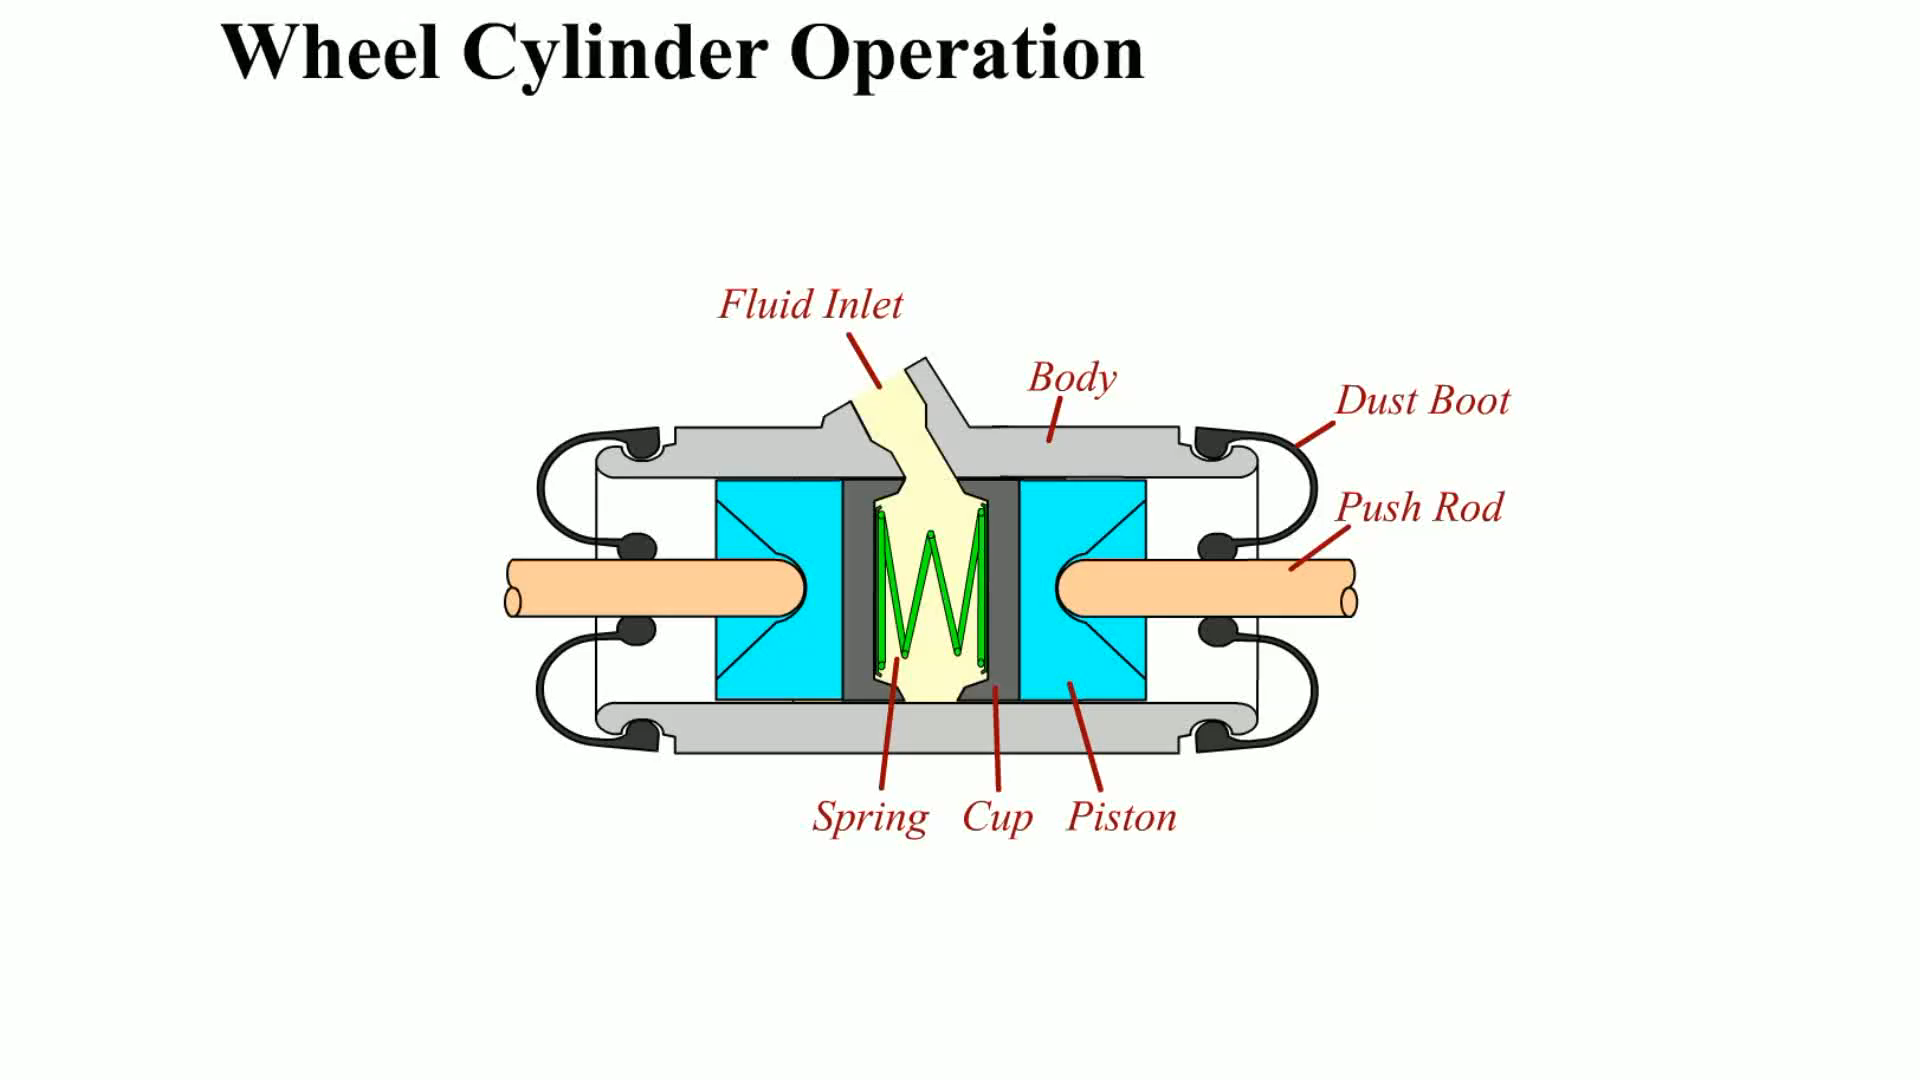 Wheel Cylinder Operation
Fluid Inlet
Body
Dust Boot
Push Rod
Spring Cup Piston